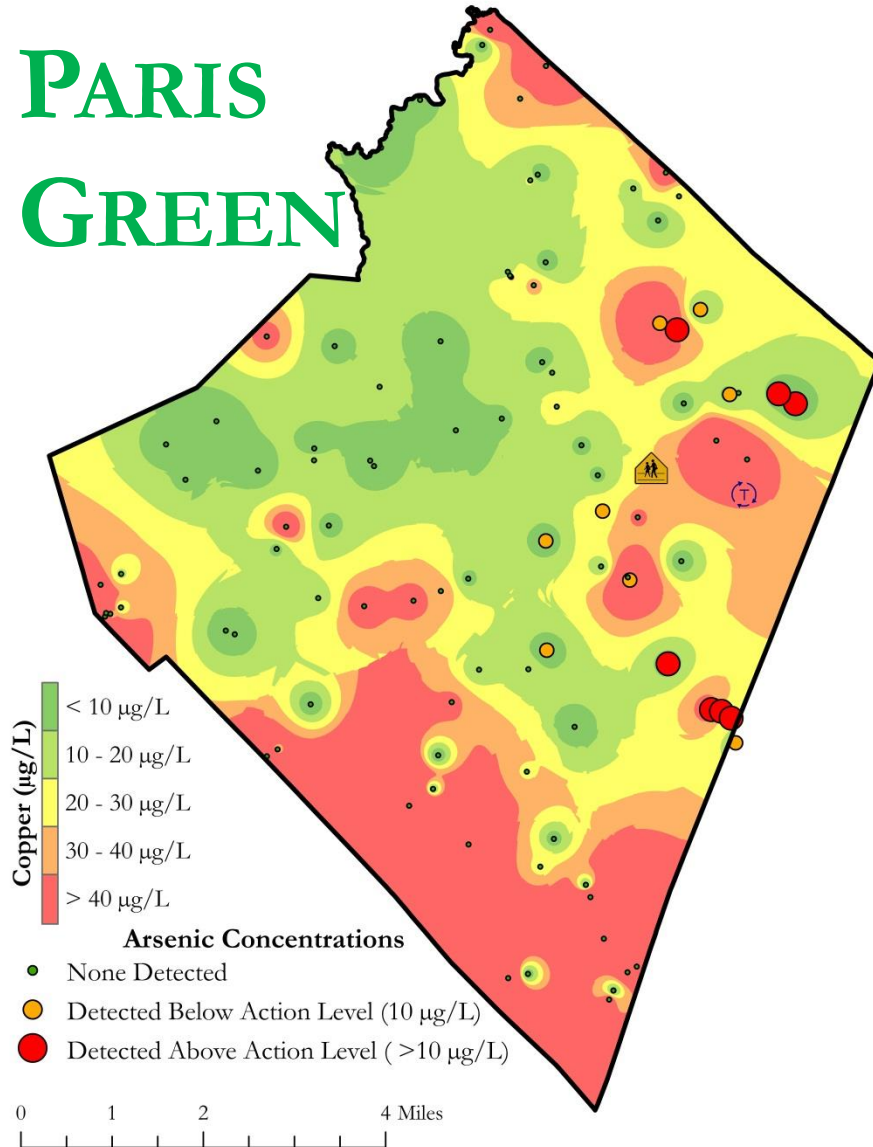 PARIS
GREEN
T
Copper (µg/L)
< 10 µg/L
10 - 20 µg/L
20 - 30 µg/L
30 - 40 µg/L
> 40 µg/L
Arsenic Concentrations
None Detected
Detected Below Action Level (10 µg/L)
Detected Above Action Level ( >10 µg/L)
0 1 2 4 Miles